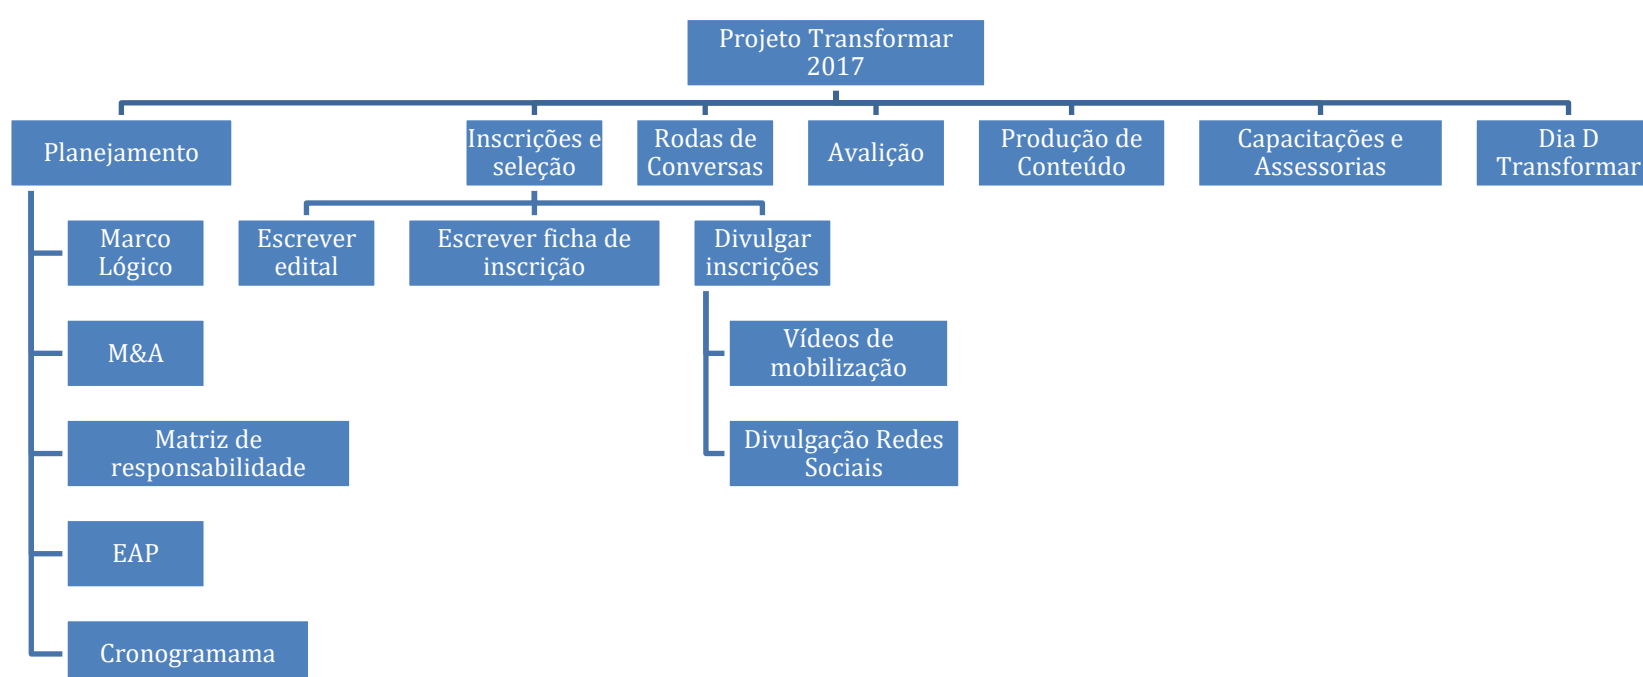 Projeto Transformar
2017
Planejamento
Inscrições e
seleção
Rodas de
Conversas
Avalição
Produção de
Conteúdo
Capacitações e
Assessorias
Dia D
Transformar
Marco
Lógico
Escrever
edital
Escrever ficha de
inscrição
Divulgar
inscrições
M&A
Vídeos de
mobilização
Matriz de
responsabilidade
Divulgação Redes
Sociais
EAP
Cronogramama